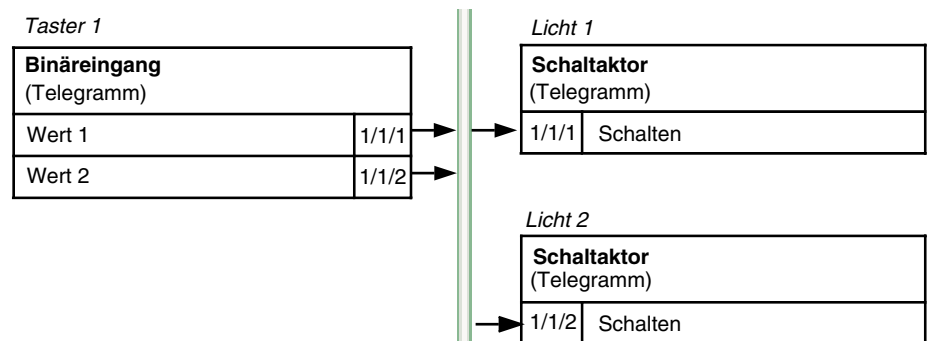 Taster 1
Binäreingang
(Telegramm)
Wert 1 1/1/1
Wert 2 1/1/2
Licht 1
Schaltaktor
(Telegramm)
1/1/1 Schalten
Licht 2
Schaltaktor
(Telegramm)
1/1/2 Schalten